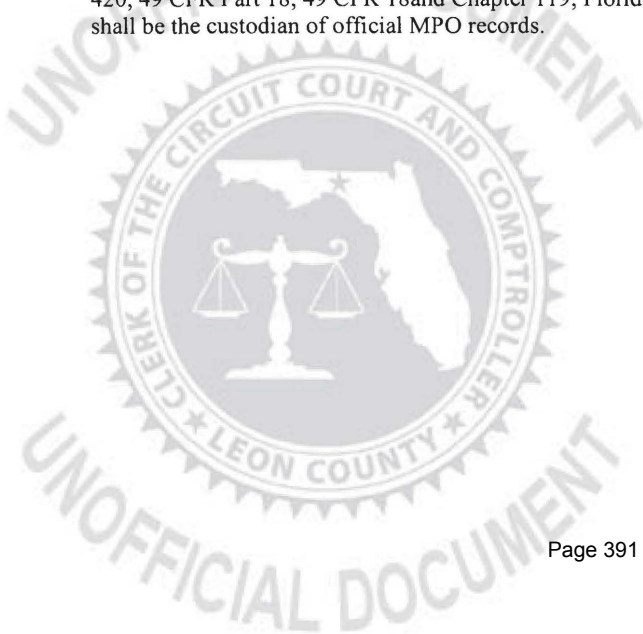 420, 49 CFR Part 18, 49 CFR 18and Chapter 119,
shall be the custodian of official MPO records.
UNOFFICIAL DOCUMENT
CLERK OF THE CIRCUIT COURT AND COMPTROLLER
★ LEON COUNTY ★
UNOFFICIAL DOCUMENT
Page 391